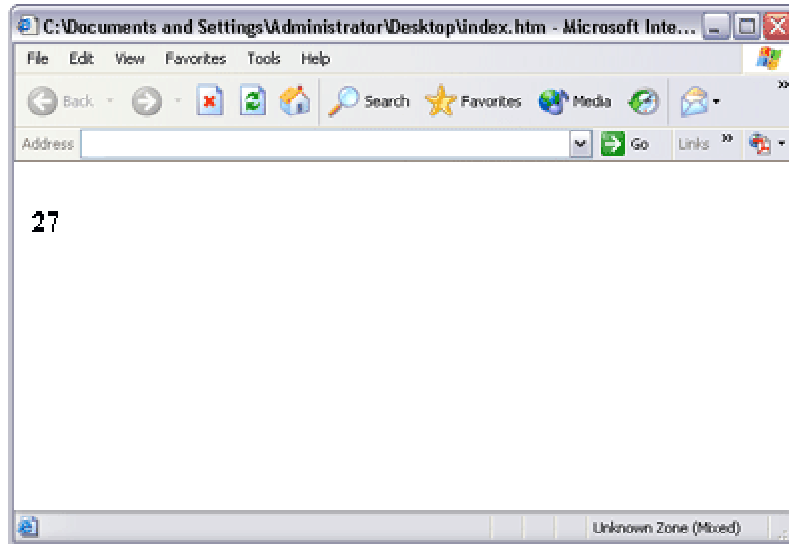 C:\Documents and Settings\Administrator\Desktop\index.htm - Microsoft Inte...
File Edit View Favorites Tools Help
Back Search Favorites Media »
Address Go Links »
27
Unknown Zone (Mixed)